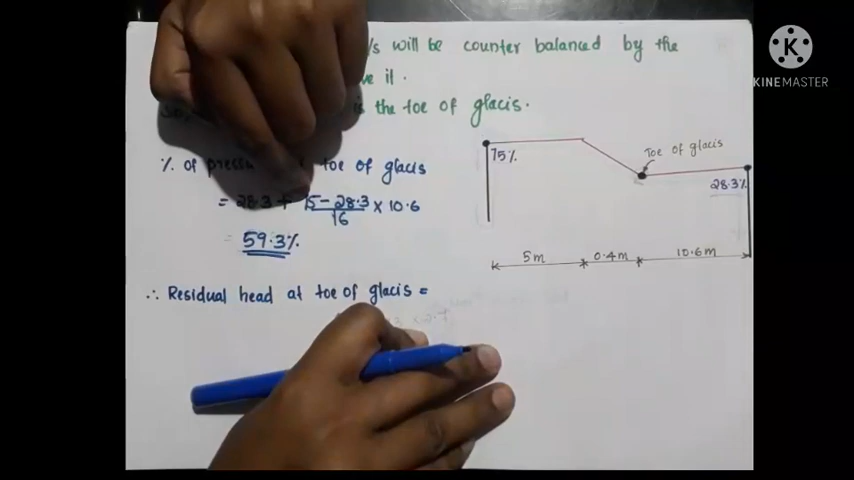 /s will be counter balanced by the
ve it.
is the toe of glacis.
% of toe of glacis
= 28.3 + 75 - 28.3 / 16 × 10.6
= 59.3%
∴ Residual head at toe of glacis =
75%
Toe of glacis
28.3%
5m
0.4m
10.6m
K
KINEMASTER